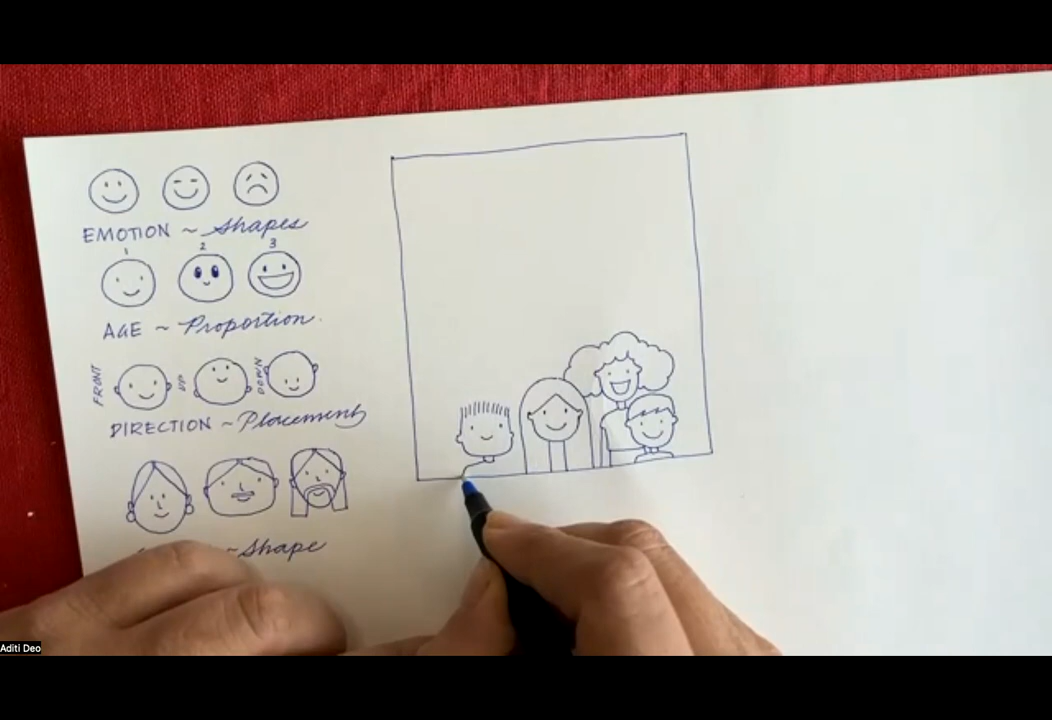 EMOTION ~ Shapes
1 2 3
AGE ~ Proportion.
FRONT UP DOWN
DIRECTION ~ Placement
~ Shape
Aditi Deo